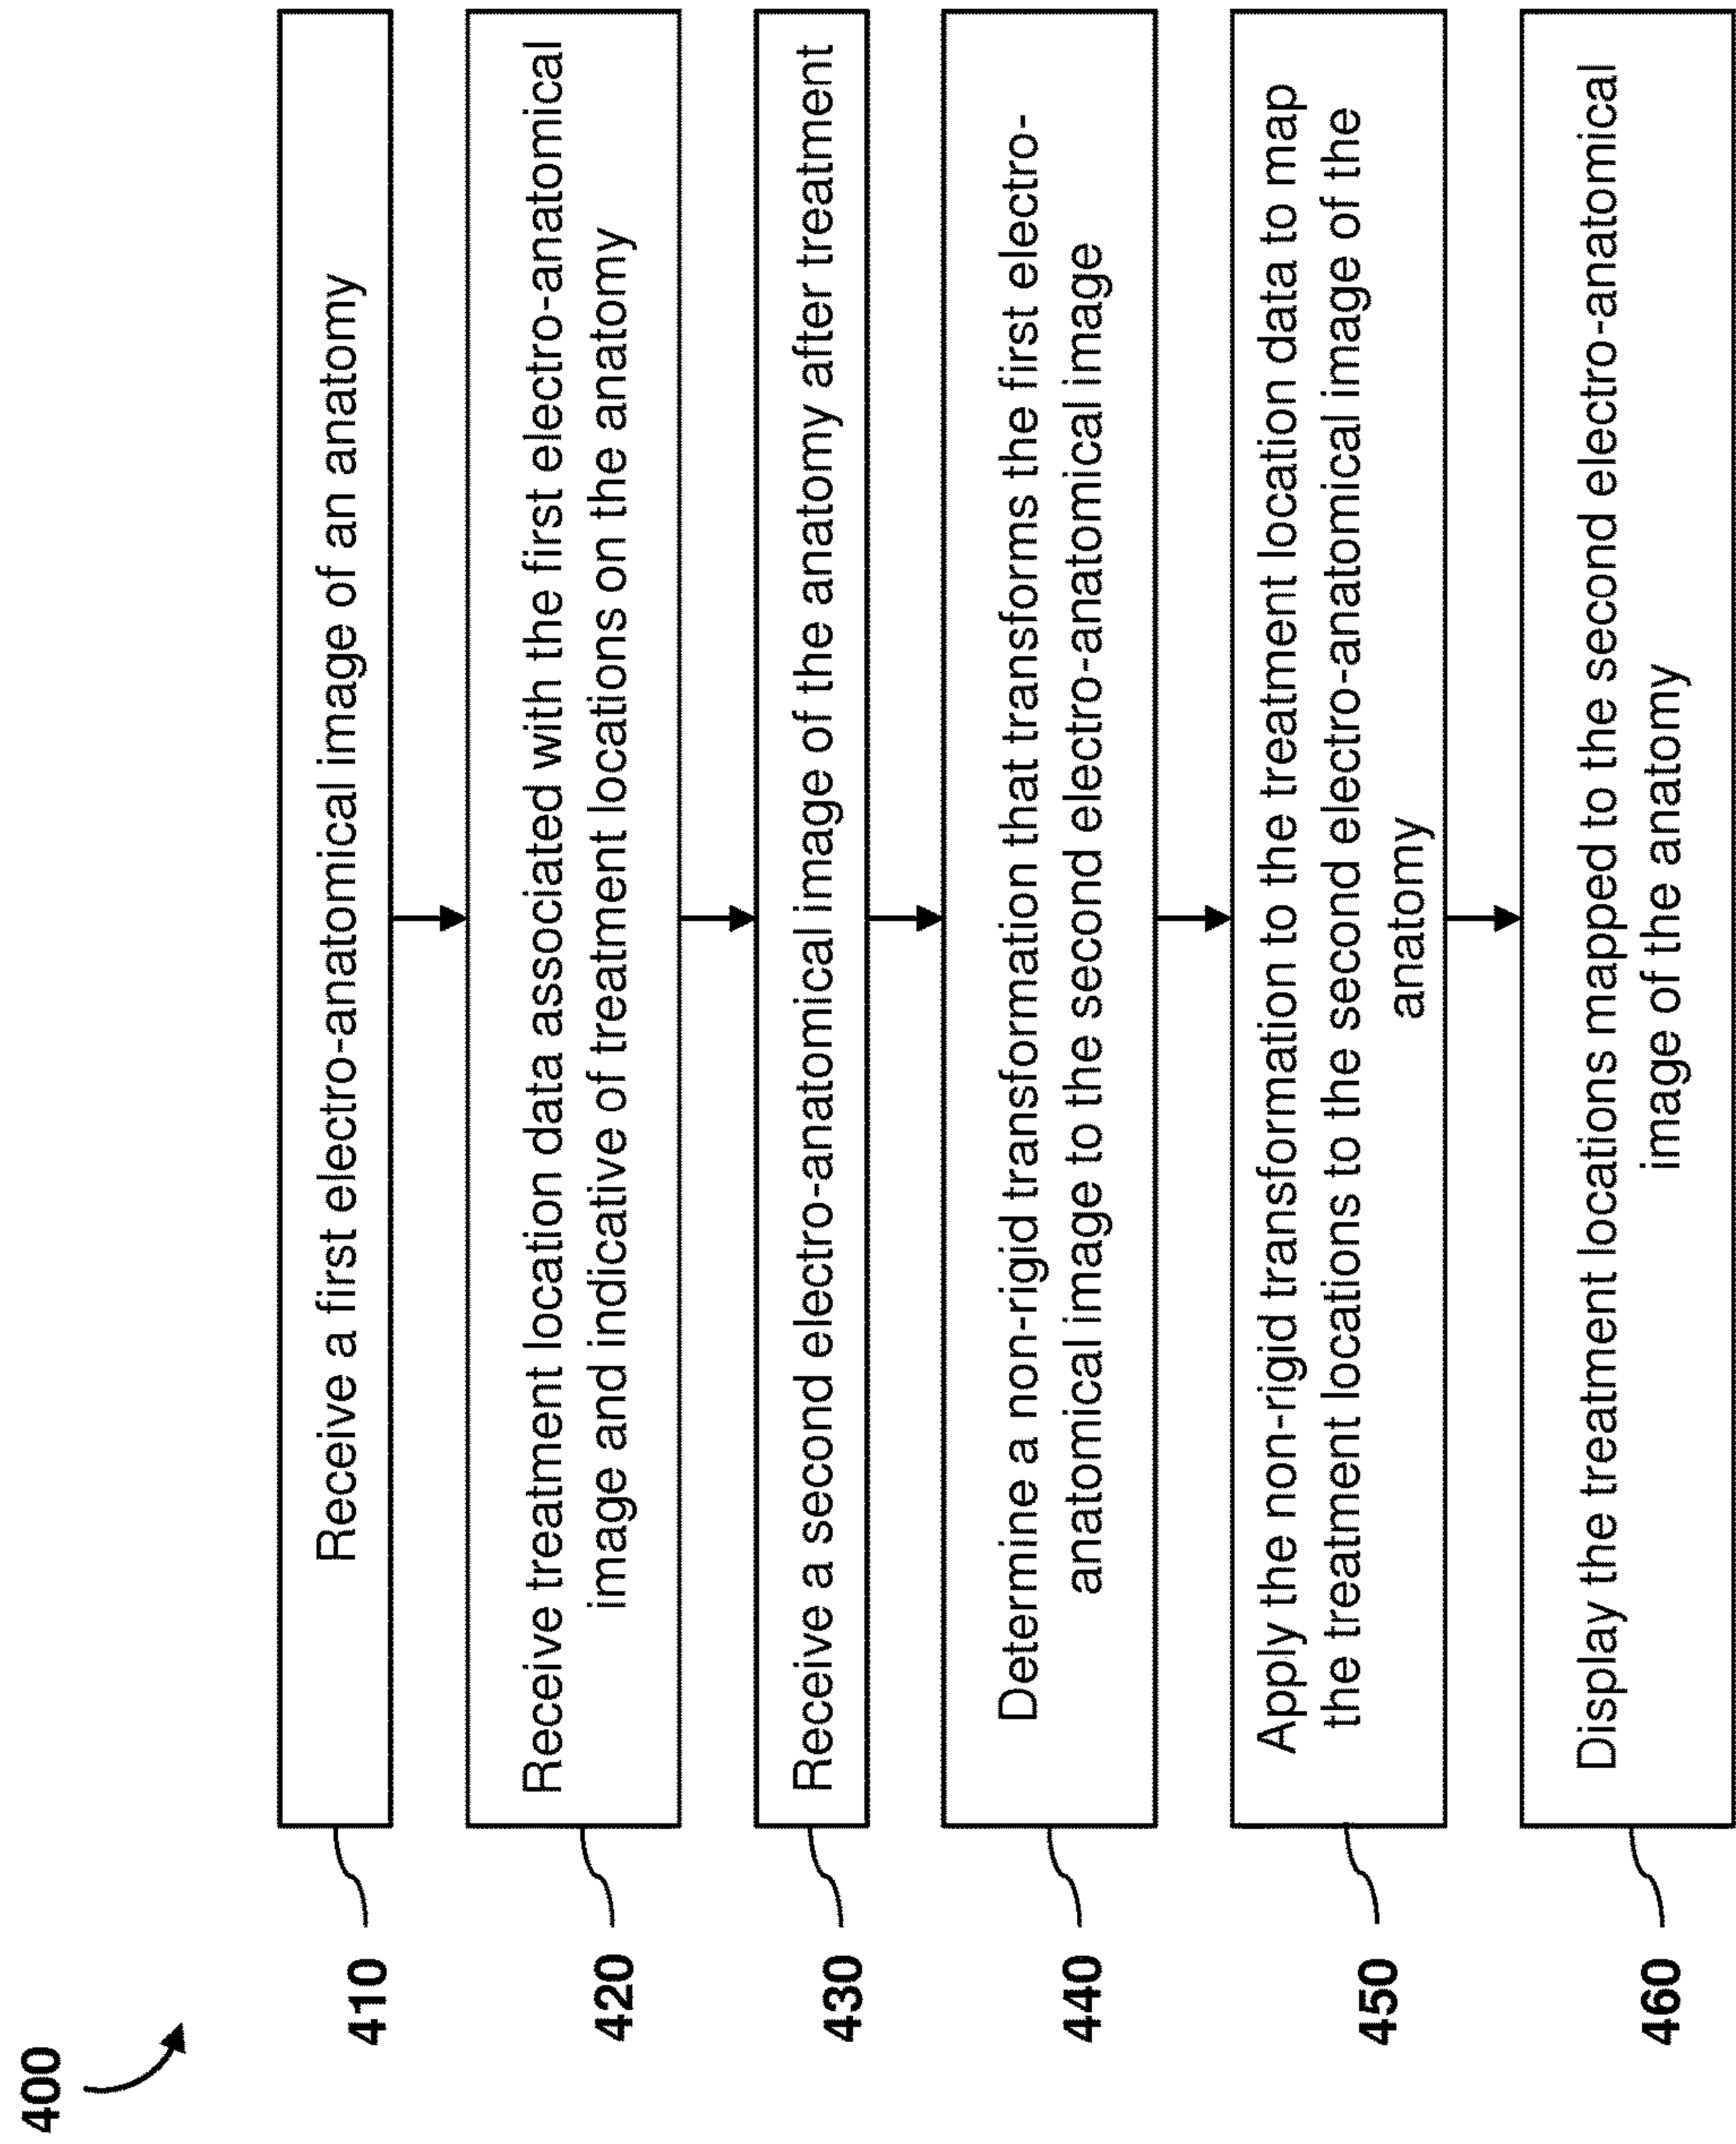 400
410
Receive a first electro-anatomical image of an anatomy
420
Receive treatment location data associated with the first electro-anatomical
image and indicative of treatment locations on the anatomy
430
Receive a second electro-anatomical image of the anatomy after treatment
440
Determine a non-rigid transformation that transforms the first electro-
anatomical image to the second electro-anatomical image
450
Apply the non-rigid transformation to the treatment location data to map
the treatment locations to the second electro-anatomical image of the
anatomy
460
Display the treatment locations mapped to the second electro-anatomical
image of the anatomy